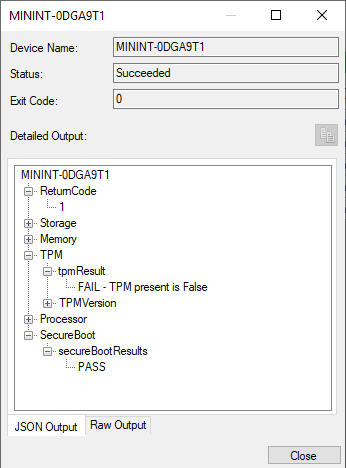 MININT-0DGA9T1
Device Name: MININT-0DGA9T1
Status: Succeeded
Exit Code: 0
Detailed Output:
MININT-0DGA9T1
ReturnCode
1
Storage
Memory
TPM
tpmResult
FAIL - TPM present is False
TPMVersion
Processor
SecureBoot
secureBootResults
PASS
JSON Output Raw Output
Close